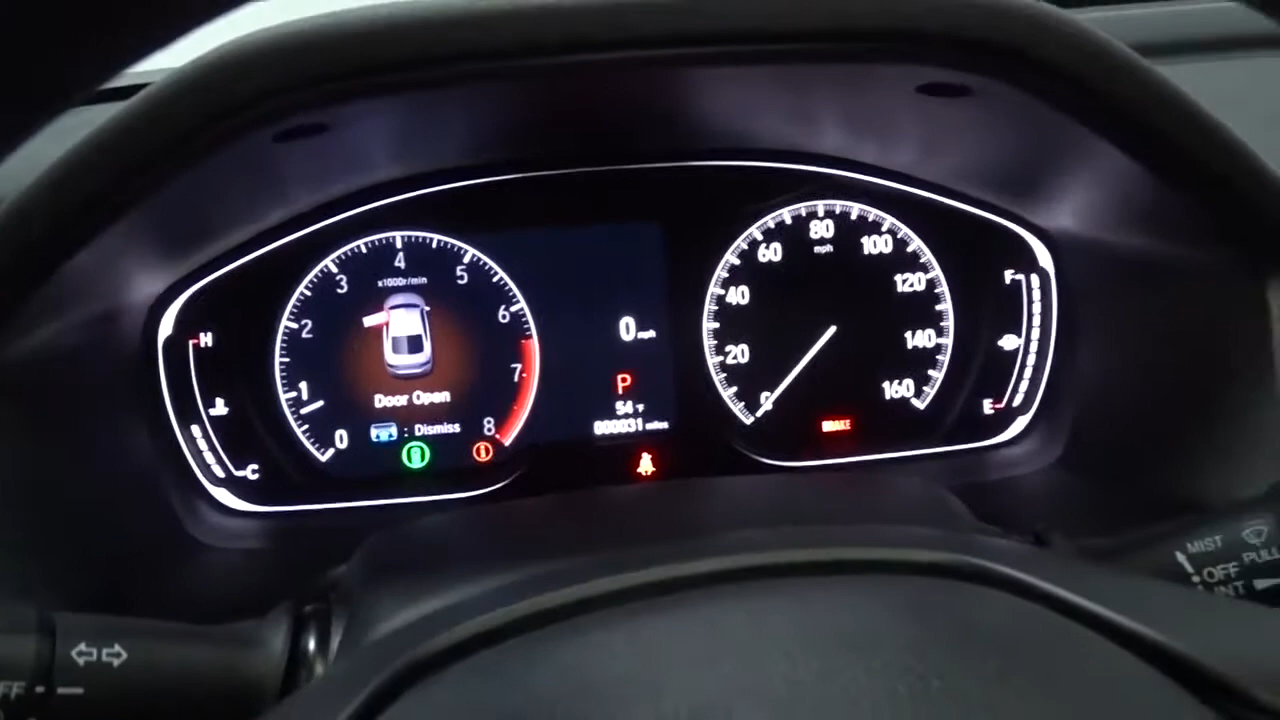 H
C
0
1
2
3
4
5
6
7
8
x1000r/min
Door Open
: Dismiss
0 mph
P
54 °F
000031 miles
0
20
40
60
80
100
120
140
160
mph
BRAKE
F
E
MIST
OFF
INT
PULL